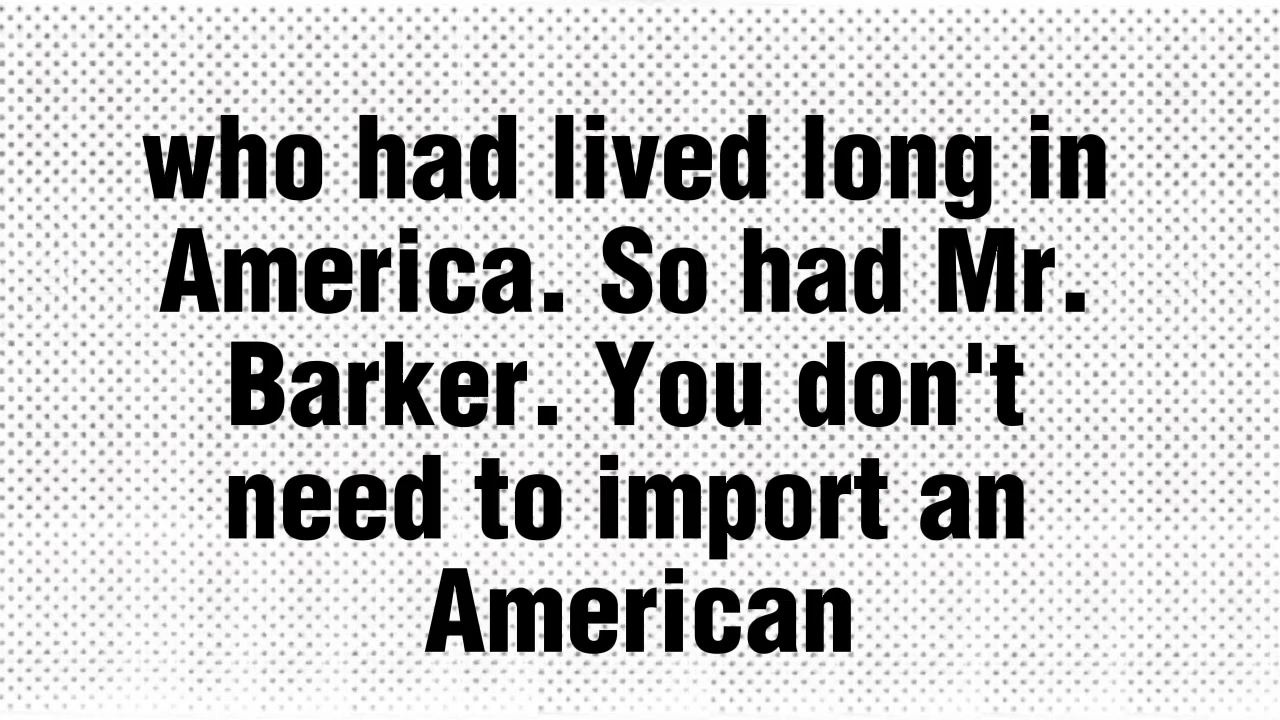 who had lived long in
America. So had Mr.
Barker. You don't
need to import an
American